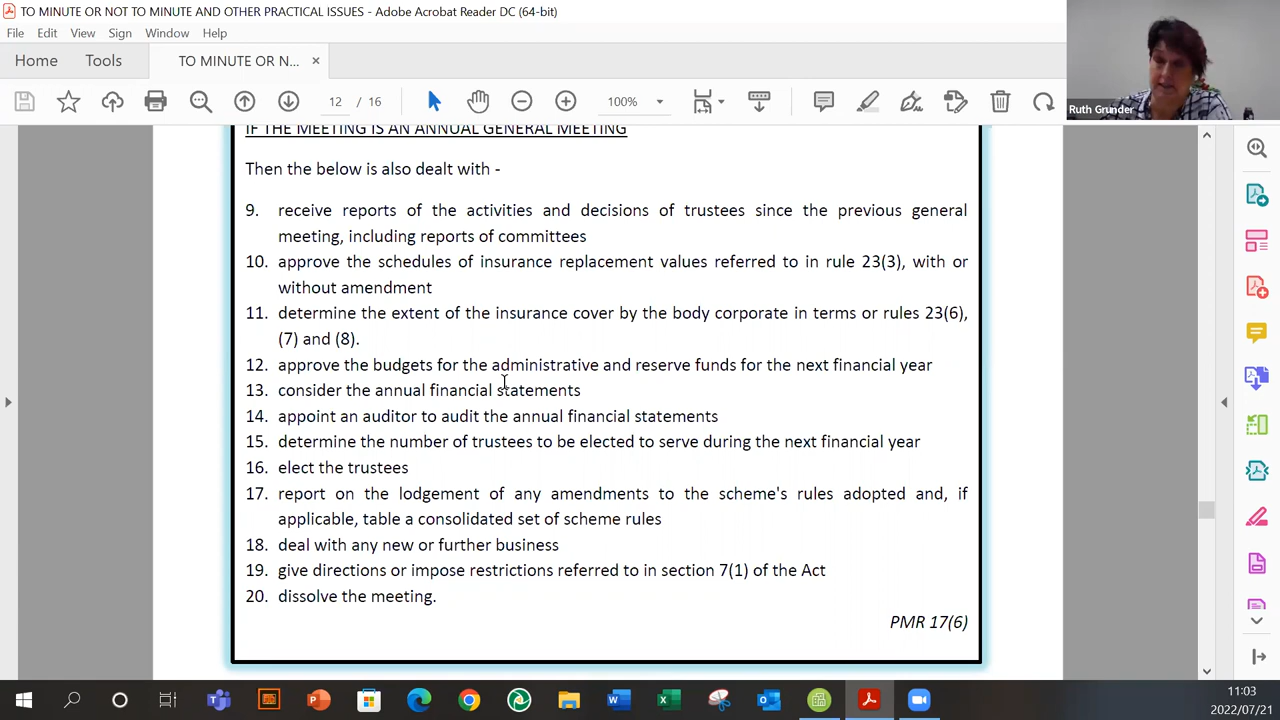 TO MINUTE OR NOT TO MINUTE AND OTHER PRACTICAL ISSUES - Adobe Acrobat Reader DC (64-bit)
File Edit View Sign Window Help
Home Tools TO MINUTE OR N... ×
12 / 16 100%
Ruth Grunder
IF THE MEETING IS AN ANNUAL GENERAL MEETING
Then the below is also dealt with -
9. receive reports of the activities and decisions of trustees since the previous general
meeting, including reports of committees
10. approve the schedules of insurance replacement values referred to in rule 23(3), with or
without amendment
11. determine the extent of the insurance cover by the body corporate in terms or rules 23(6),
(7) and (8).
12. approve the budgets for the administrative and reserve funds for the next financial year
13. consider the annual financial statements
14. appoint an auditor to audit the annual financial statements
15. determine the number of trustees to be elected to serve during the next financial year
16. elect the trustees
17. report on the lodgement of any amendments to the scheme's rules adopted and, if
applicable, table a consolidated set of scheme rules
18. deal with any new or further business
19. give directions or impose restrictions referred to in section 7(1) of the Act
20. dissolve the meeting.
PMR 17(6)
11:03
2022/07/21